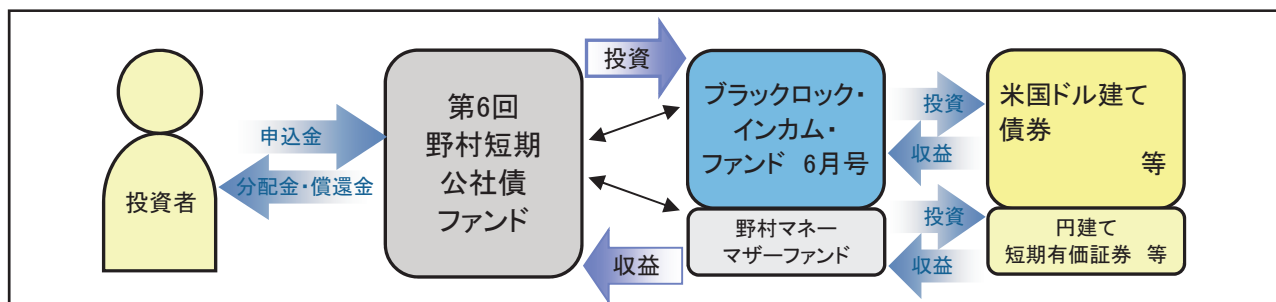 投資者
申込金
分配金・償還金
第6回
野村短期
公社債
ファンド
投資
収益
ブラックロック・
インカム・
ファンド 6月号
野村マネー
マザーファンド
投資
収益
投資
収益
米国ドル建て
債券
等
円建て
短期有価証券 等